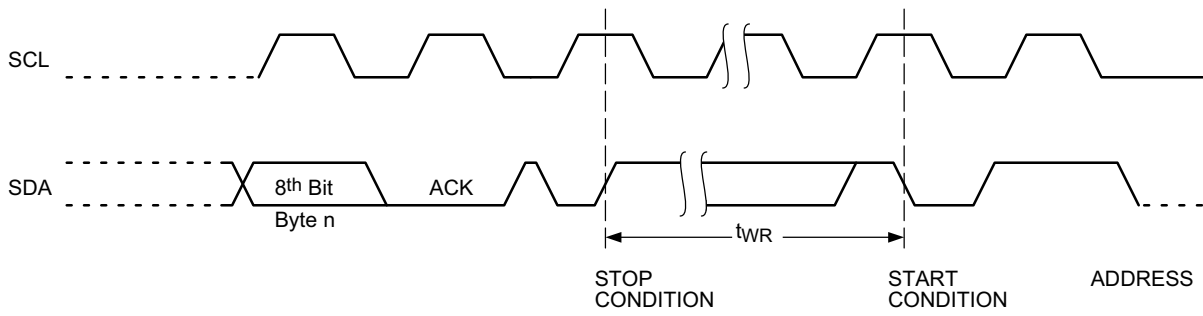 SCL
SDA
8th Bit
Byte n
ACK
tWR
STOP
CONDITION
START
CONDITION
ADDRESS